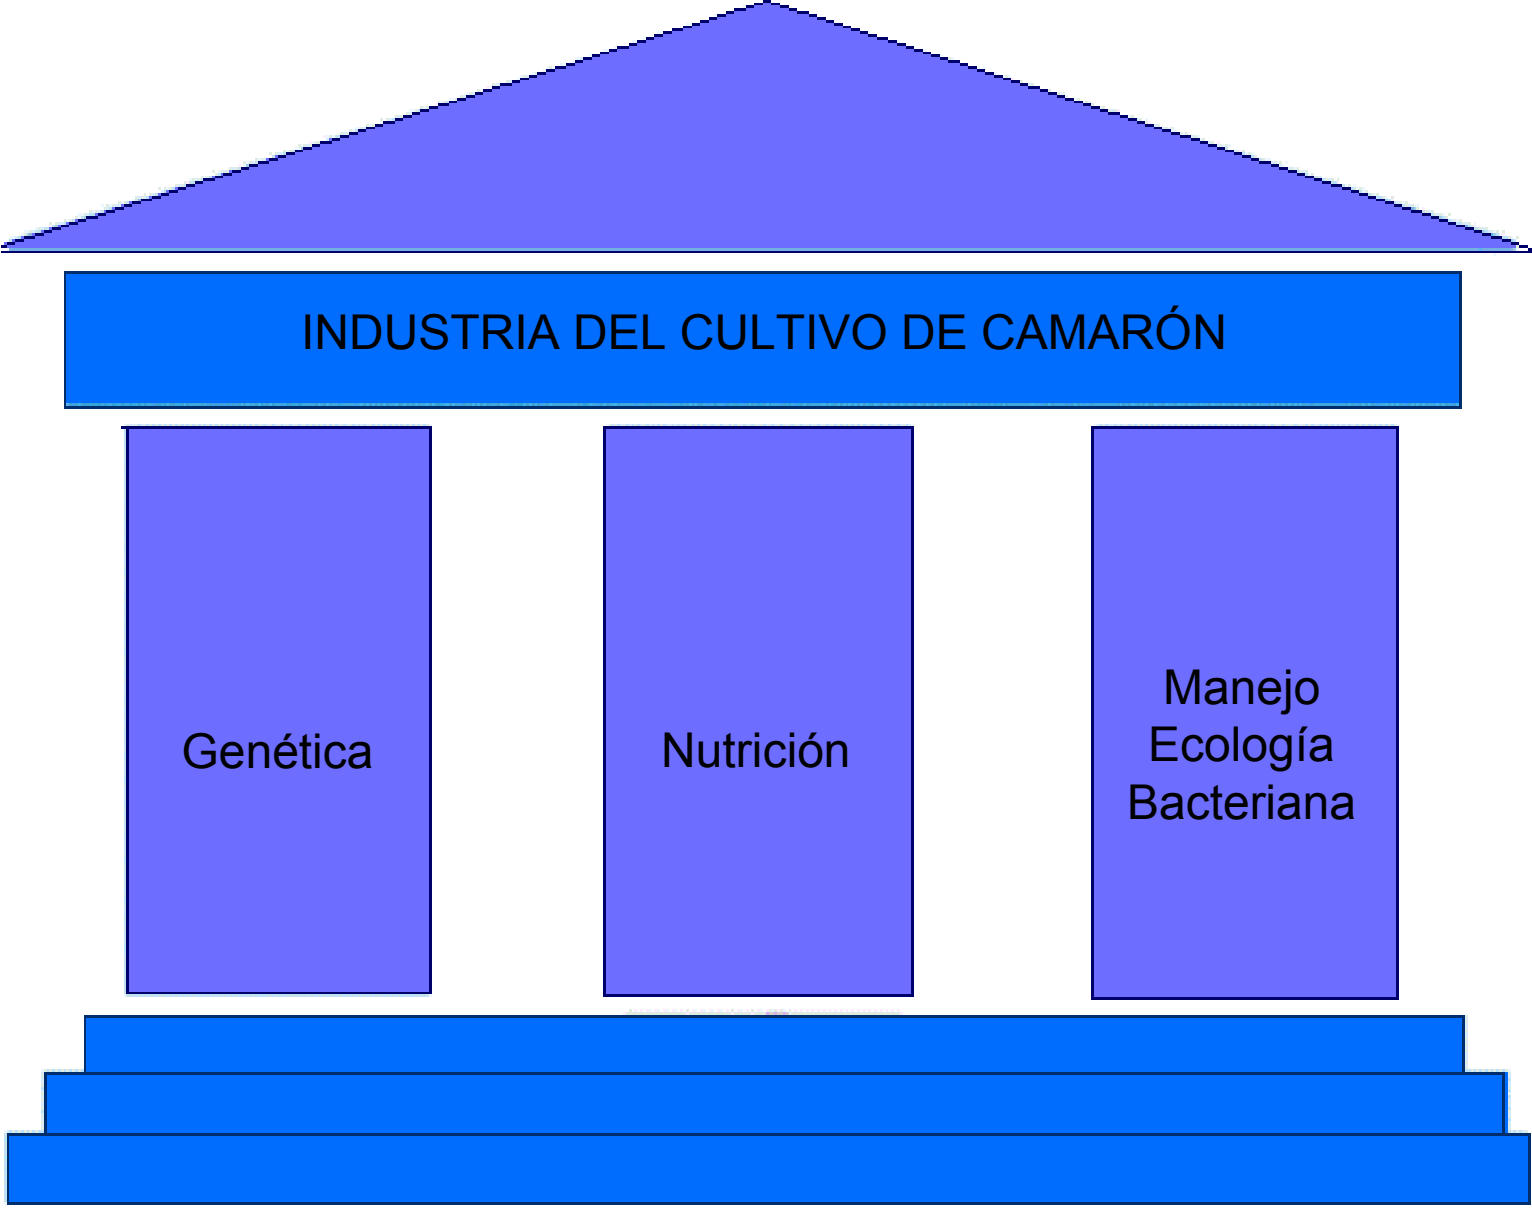 INDUSTRIA DEL CULTIVO DE CAMARÓN
Genética
Nutrición
Manejo
Ecología
Bacteriana